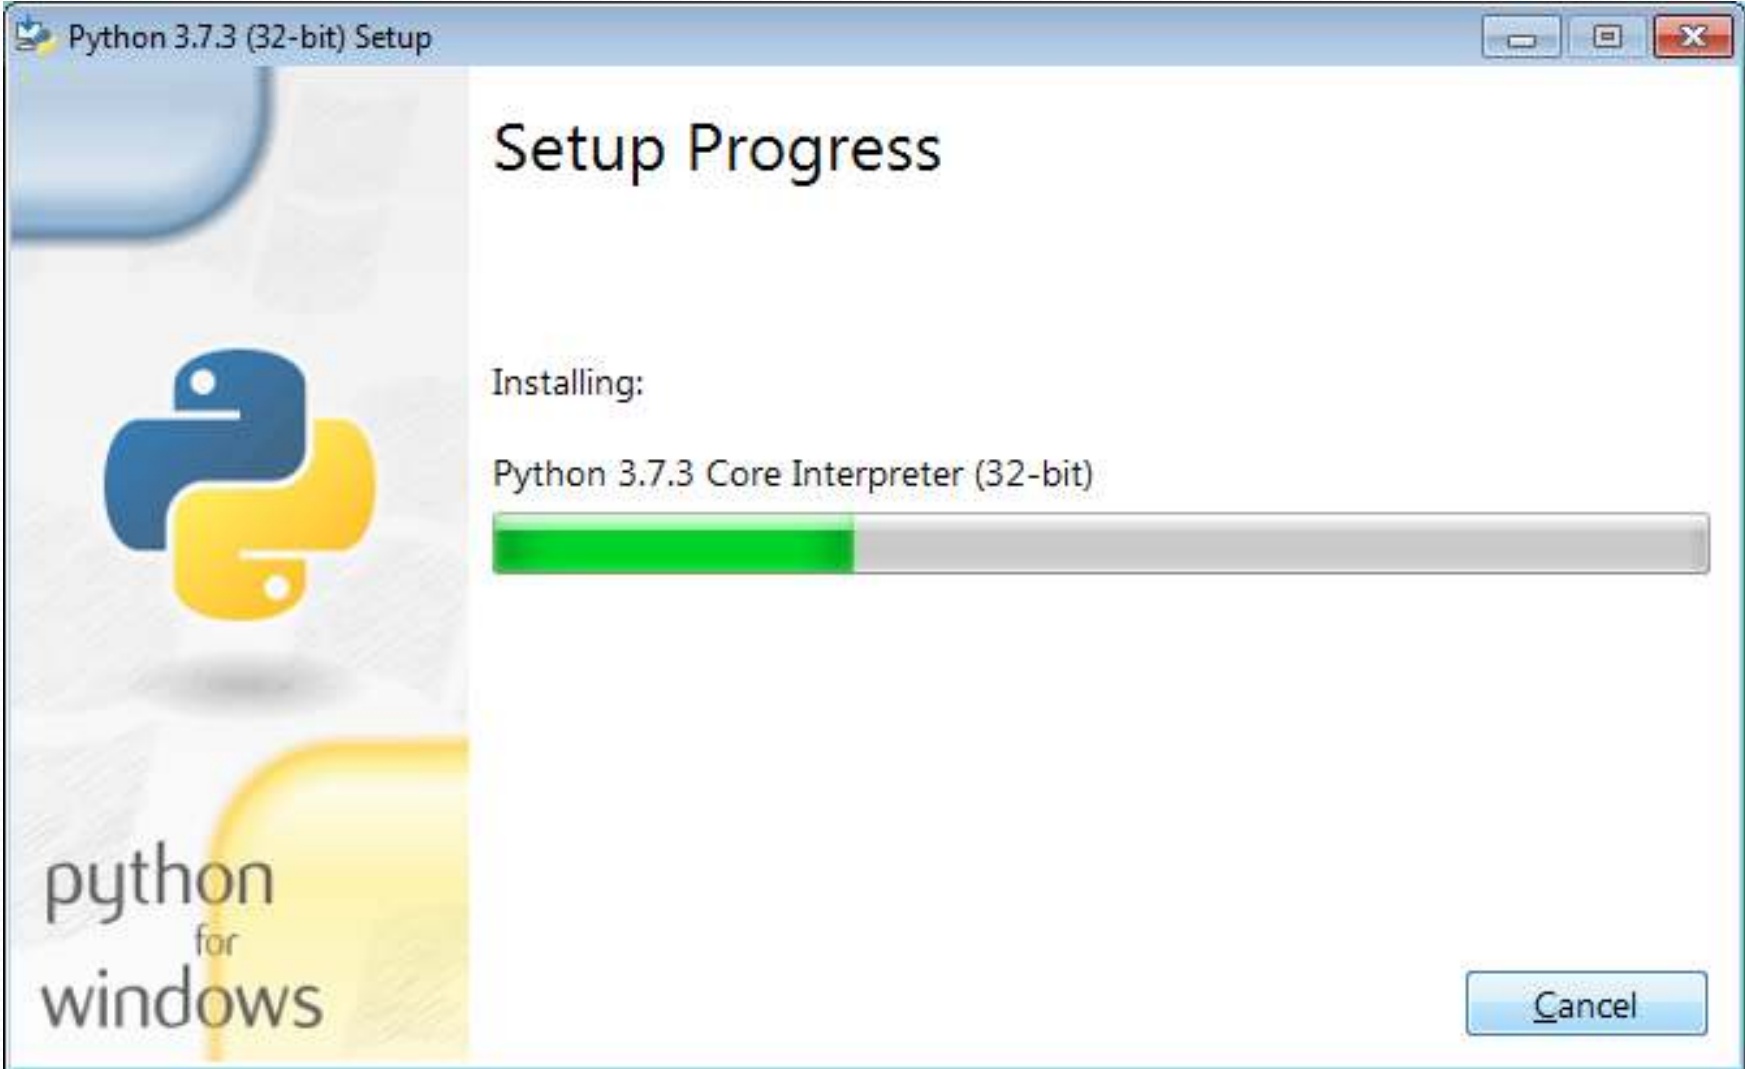 Python 3.7.3 (32-bit) Setup
Setup Progress
Installing:
Python 3.7.3 Core Interpreter (32-bit)
python
for
windows
Cancel